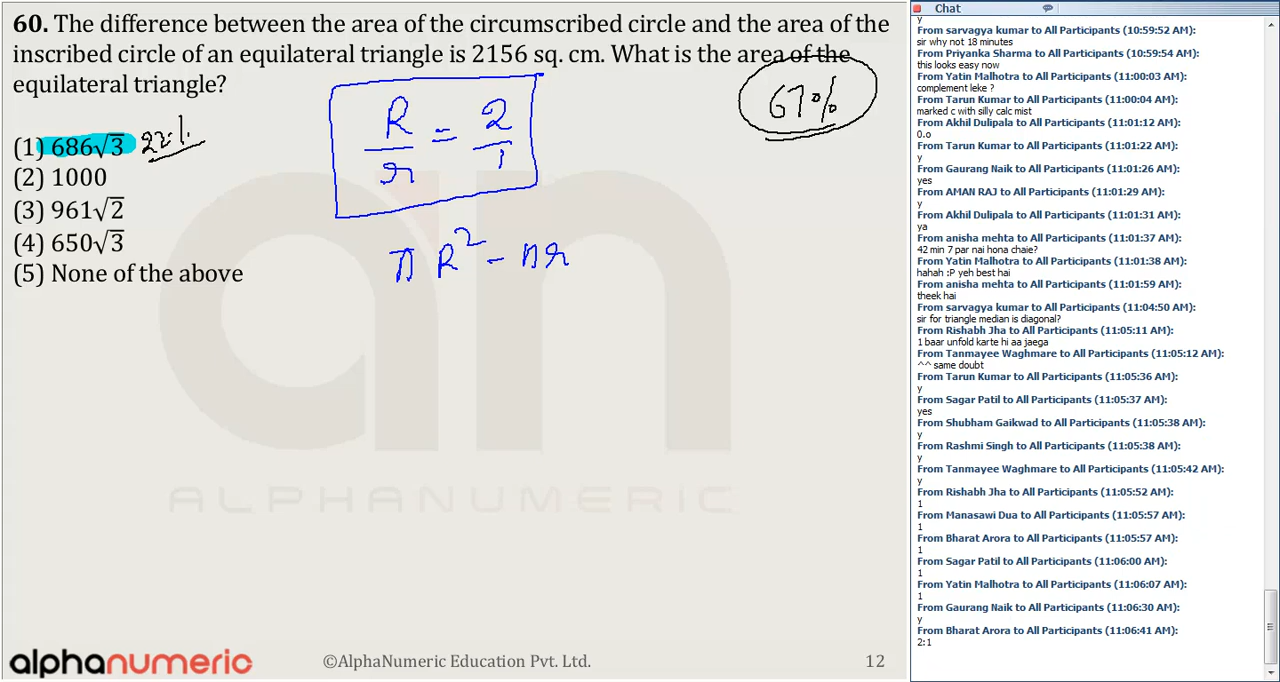 60. The difference between the area of the circumscribed circle and the area of the
inscribed circle of an equilateral triangle is 2156 sq. cm. What is the area of the
equilateral triangle?
67%
R/r = 2/1
(1) 686√3 22%
(2) 1000
(3) 961√2
(4) 650√3
(5) None of the above
π R² - πr
ALPHANUMERIC
alphanumeric
©AlphaNumeric Education Pvt. Ltd.
12
Chat
y
From sarvagya kumar to All Participants (10:59:52 AM):
sir why not 18 minutes
From Priyanka Sharma to All Participants (10:59:54 AM):
this looks easy now
From Yatin Malhotra to All Participants (11:00:03 AM):
complement leke ?
From Tarun Kumar to All Participants (11:00:04 AM):
marked c with silly calc mist
From Akhil Dulipala to All Participants (11:01:12 AM):
0.o
From Tarun Kumar to All Participants (11:01:22 AM):
y
From Gaurang Naik to All Participants (11:01:26 AM):
yes
From AMAN RAJ to All Participants (11:01:29 AM):
y
From Akhil Dulipala to All Participants (11:01:31 AM):
ya
From anisha mehta to All Participants (11:01:37 AM):
42 min 7 par nai hona chaie?
From Yatin Malhotra to All Participants (11:01:38 AM):
hahah :P yeh best hai
From anisha mehta to All Participants (11:01:59 AM):
theek hai
From sarvagya kumar to All Participants (11:04:50 AM):
sir for triangle median is diagonal?
From Rishabh Jha to All Participants (11:05:11 AM):
1 baar unfold karte hi aa jaega
From Tanmayee Waghmare to All Participants (11:05:12 AM):
^^ same doubt
From Tarun Kumar to All Participants (11:05:36 AM):
y
From Sagar Patil to All Participants (11:05:37 AM):
yes
From Shubham Gaikwad to All Participants (11:05:38 AM):
y
From Rashmi Singh to All Participants (11:05:38 AM):
y
From Tanmayee Waghmare to All Participants (11:05:42 AM):
y
From Rishabh Jha to All Participants (11:05:52 AM):
1
From Manasawi Dua to All Participants (11:05:57 AM):
1
From Bharat Arora to All Participants (11:05:57 AM):
1
From Sagar Patil to All Participants (11:06:00 AM):
1
From Yatin Malhotra to All Participants (11:06:07 AM):
1
From Gaurang Naik to All Participants (11:06:30 AM):
y
From Bharat Arora to All Participants (11:06:41 AM):
2:1